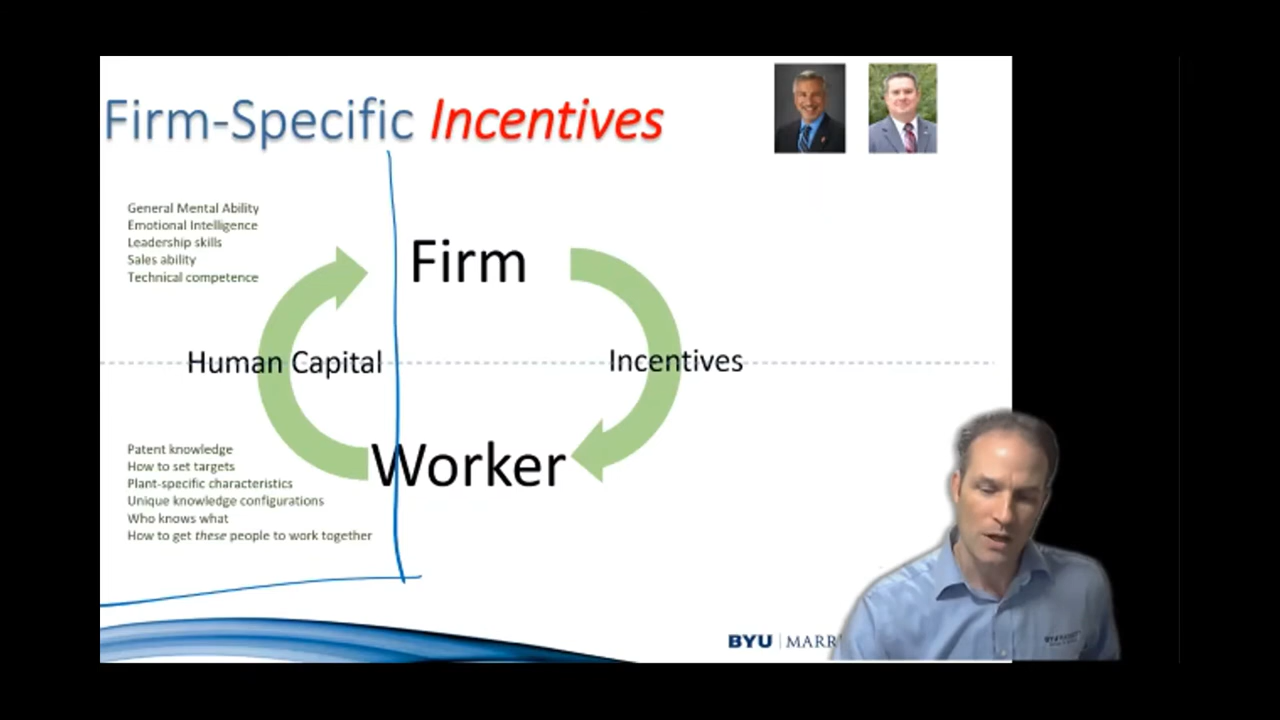 Firm-Specific Incentives
General Mental Ability
Emotional Intelligence
Leadership skills
Sales ability
Technical competence
Firm
Human Capital
Incentives
Worker
Patent knowledge
How to set targets
Plant-specific characteristics
Unique knowledge configurations
Who knows what
How to get these people to work together
BYU | MARR